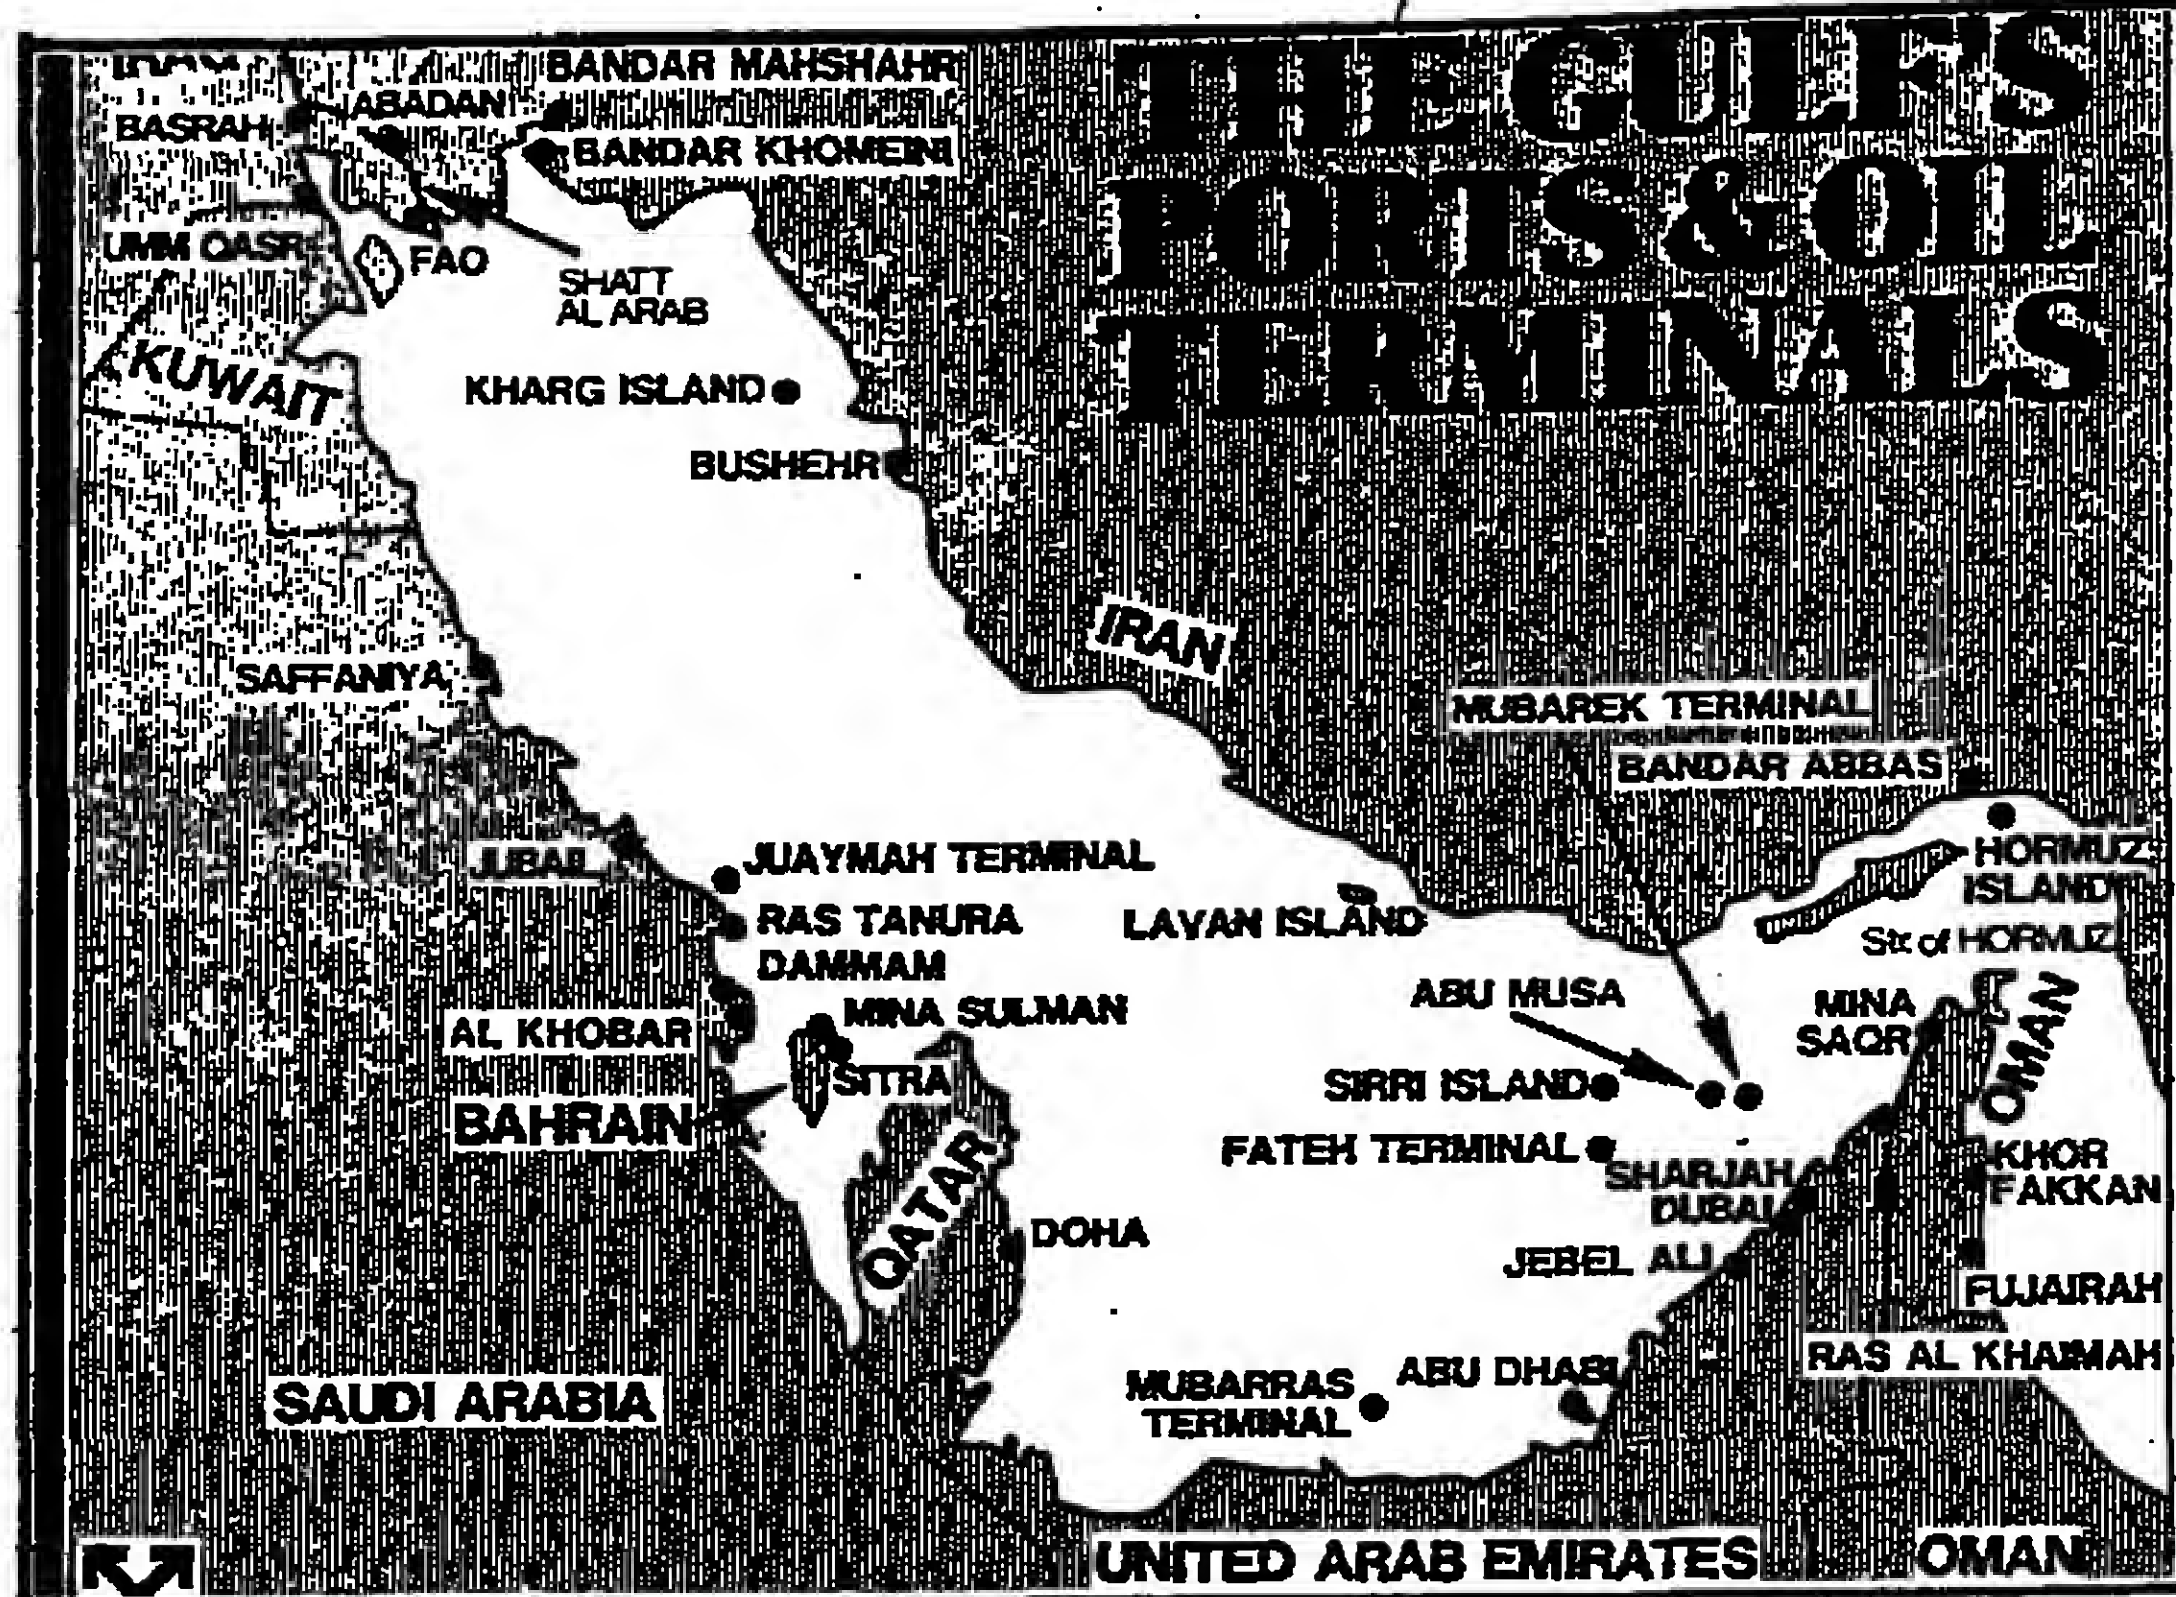 THE GULF'S
PORTS & OIL
TERMINALS
BANDAR MAHSHAHR
ABADAN
BASRAH
BANDAR KHOMEINI
UMM QASR
FAO
SHATT
AL ARAB
KUWAIT
KHARG ISLAND
BUSHEHR
IRAN
SAFFANIYA
MUBAREK TERMINAL
BANDAR ABBAS
JUBAIL
JUAYMAH TERMINAL
HORMUZ
ISLAND
RAS TANURA
LAVAN ISLAND
Str of HORMUZ
DAMMAM
ABU MUSA
MINA
SAQR
AL KHOBAR
MINA SULMAN
OMAN
SITRA
SIRRI ISLAND
BAHRAIN
FATEH TERMINAL
SHARJAH
DUBAI
KHOR
FAKKAN
QATAR
DOHA
JEBEL ALI
FUJAIRAH
RAS AL KHAIMAH
SAUDI ARABIA
MUBARRAS
TERMINAL
ABU DHABI
UNITED ARAB EMIRATES
OMAN